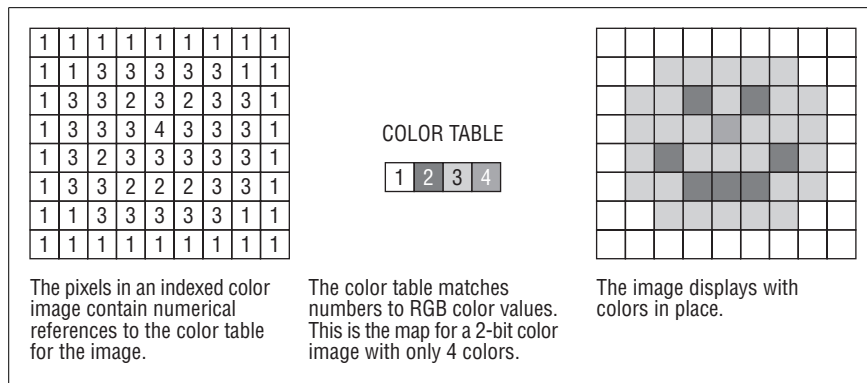 1 1 1 1 1 1 1 1 1
1 1 3 3 3 3 3 1 1
1 3 3 2 3 2 3 3 1
1 3 3 3 4 3 3 3 1
1 3 2 3 3 3 3 3 1
1 3 3 2 2 2 3 3 1
1 1 3 3 3 3 3 1 1
1 1 1 1 1 1 1 1 1
The pixels in an indexed color
image contain numerical
references to the color table
for the image.
COLOR TABLE
1 2 3 4
The color table matches
numbers to RGB color values.
This is the map for a 2-bit color
image with only 4 colors.
The image displays with
colors in place.